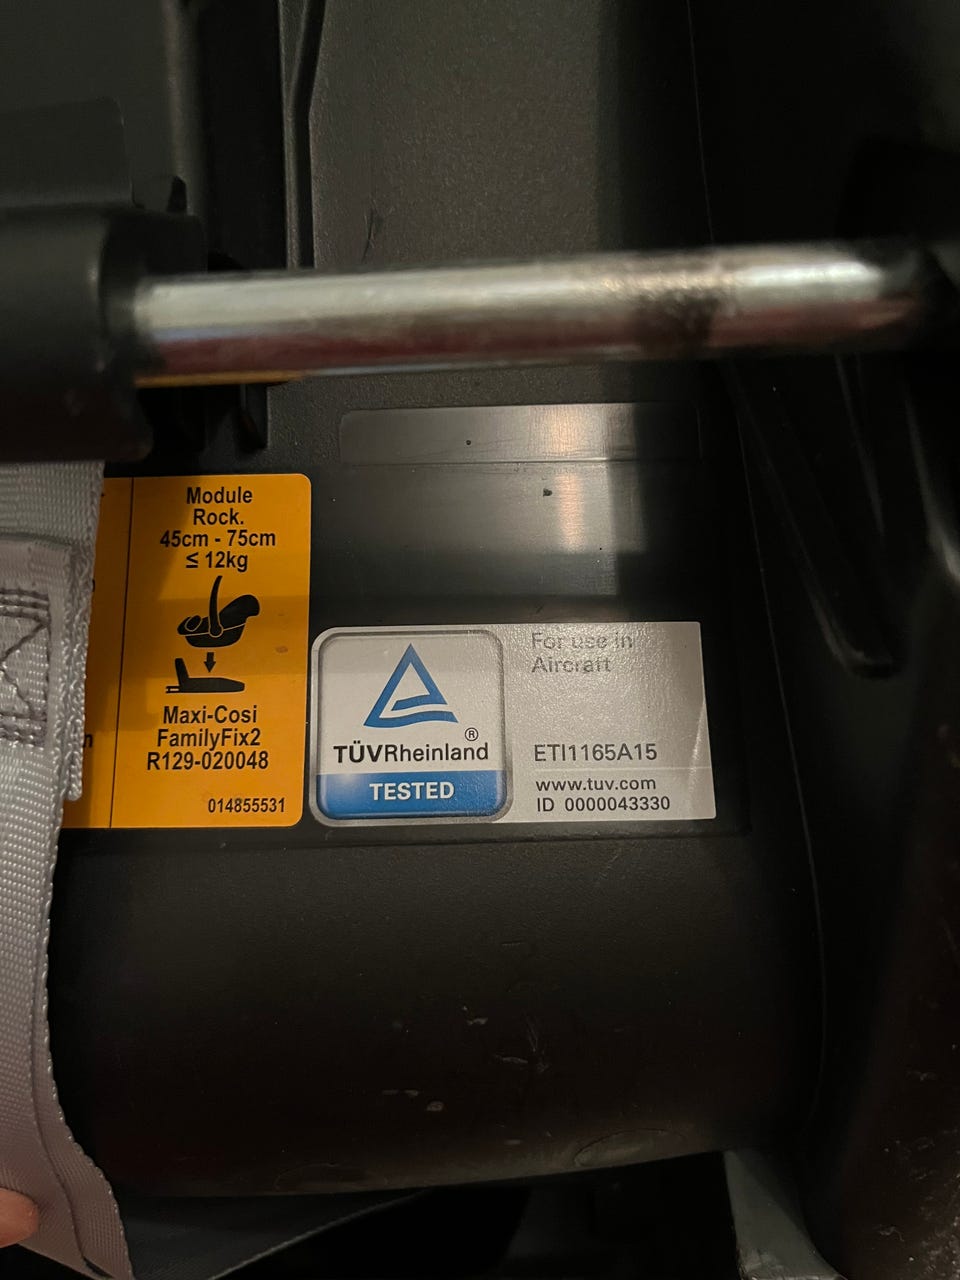 Module
Rock.
45cm - 75cm
≤ 12kg
Maxi-Cosi
FamilyFix2
R129-020048
014855531
TÜVRheinland®
TESTED
For use in
Aircraft
ETI1165A15
www.tuv.com
ID 0000043330